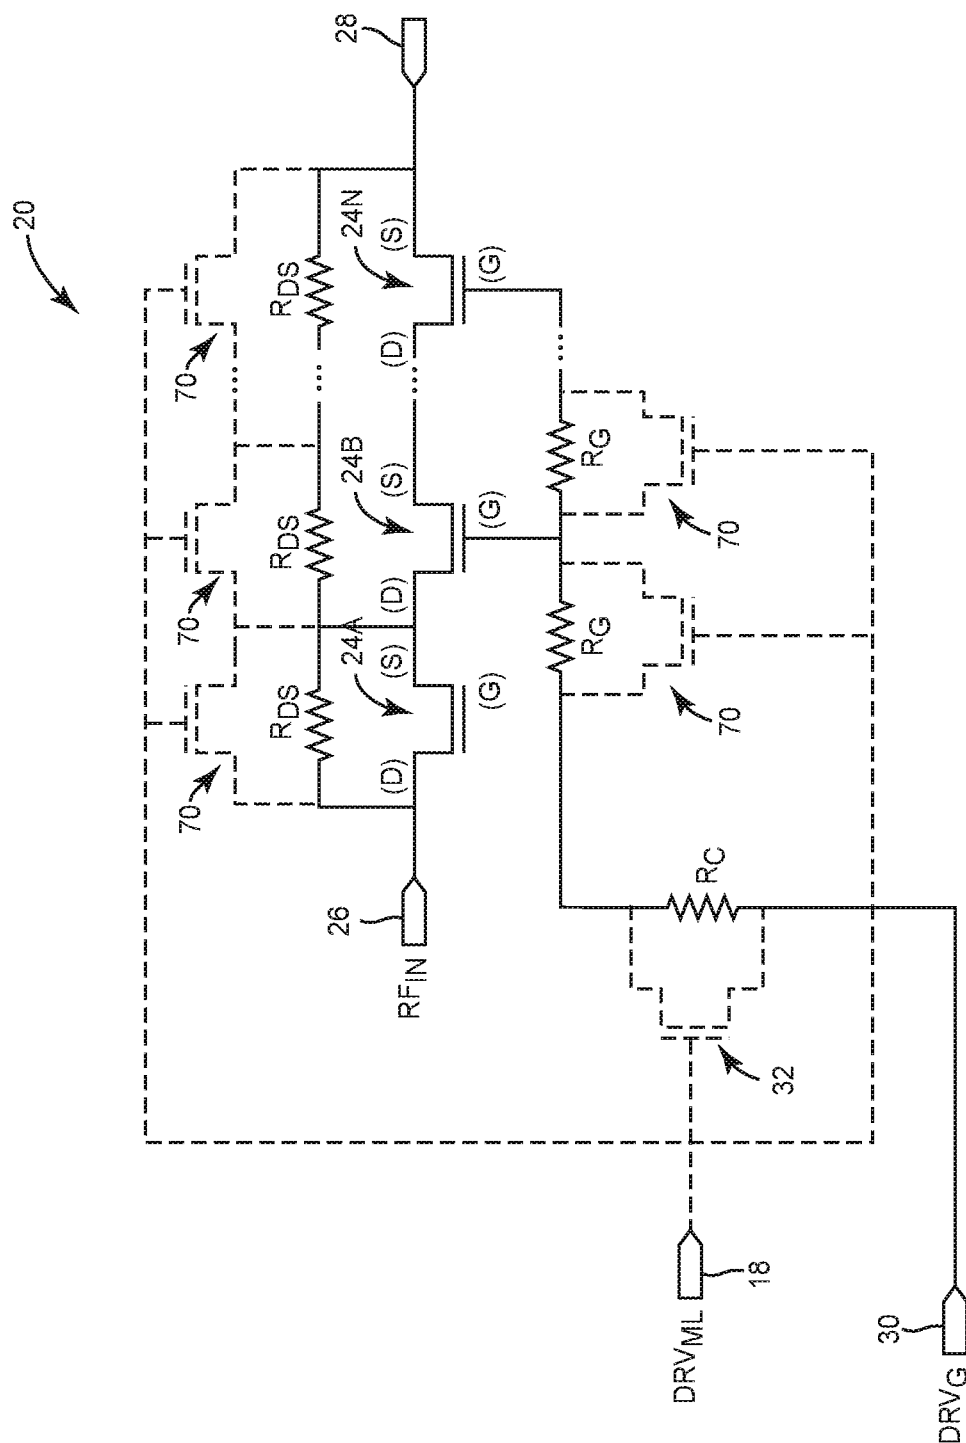 20
70
70
70
RDS
RDS
RDS
26
24A
24B
24N
28
(D)
(S)
(D)
(S)
(D)
(S)
RFIN
(G)
(G)
(G)
RG
RG
DRVML
RC
70
70
18
32
30
DRVG